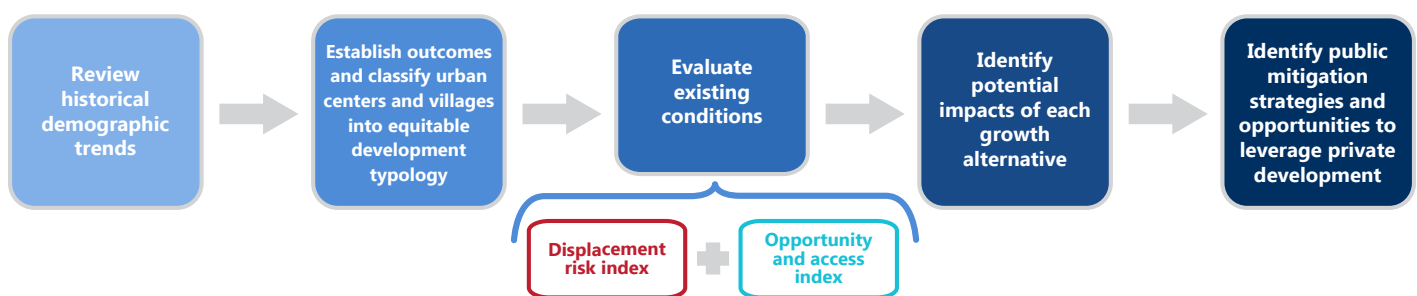 Review
historical
demographic
trends
Establish outcomes
and classify urban
centers and villages
into equitable
development
typology
Evaluate
existing
conditions
Identify
potential
impacts of each
growth
alternative
Identify public
mitigation
strategies and
opportunities to
leverage private
development
Displacement
risk index
Opportunity
and access
index